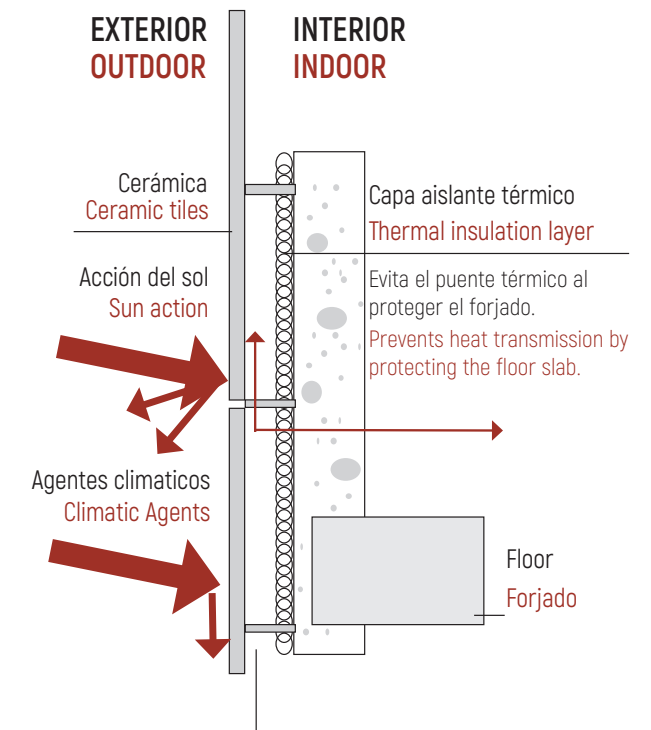 EXTERIOR
OUTDOOR
INTERIOR
INDOOR
Cerámica
Ceramic tiles
Capa aislante térmico
Thermal insulation layer
Acción del sol
Sun action
Evita el puente térmico al
proteger el forjado.
Prevents heat transmission by
protecting the floor slab.
Agentes climaticos
Climatic Agents
Floor
Forjado